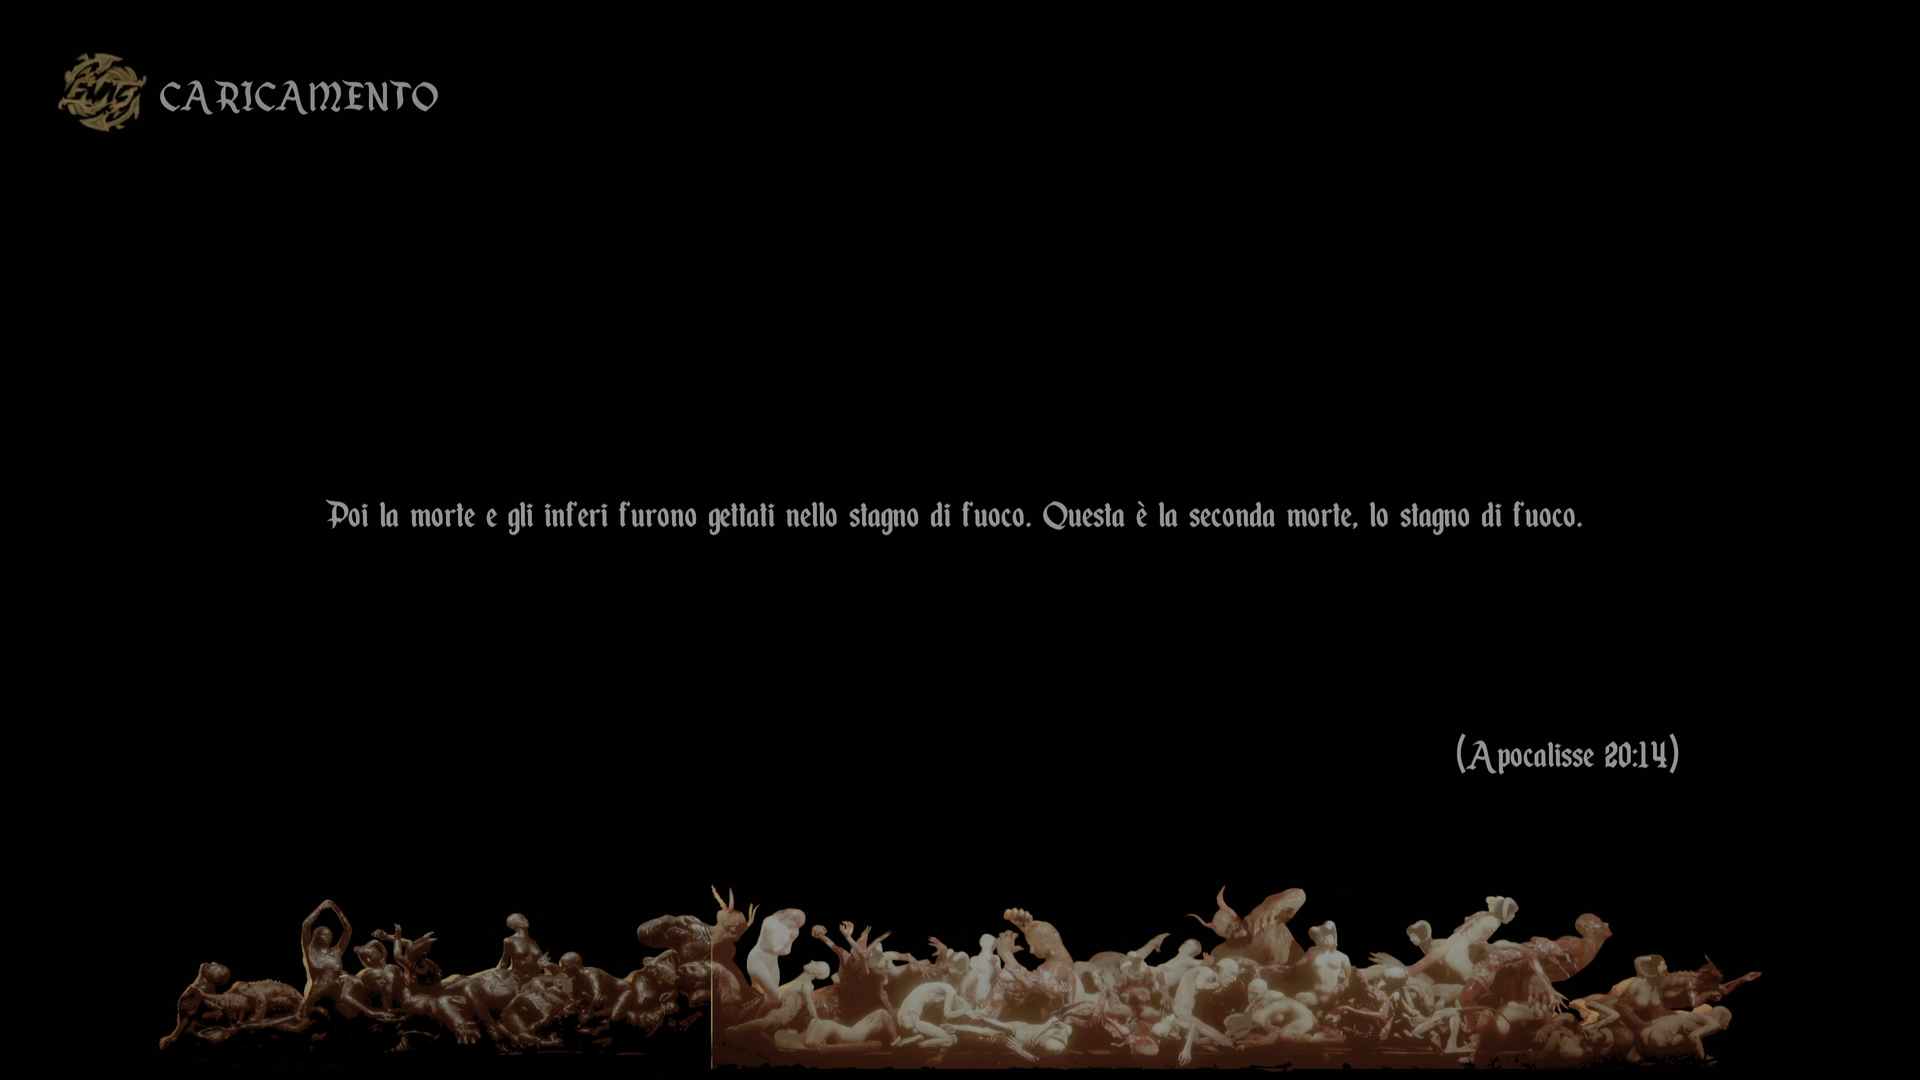 CARICAMENTO
Poi la morte e gli inferi furono gettati nello stagno di fuoco. Questa è la seconda morte, lo stagno di fuoco.
(Apocalisse 20:14)